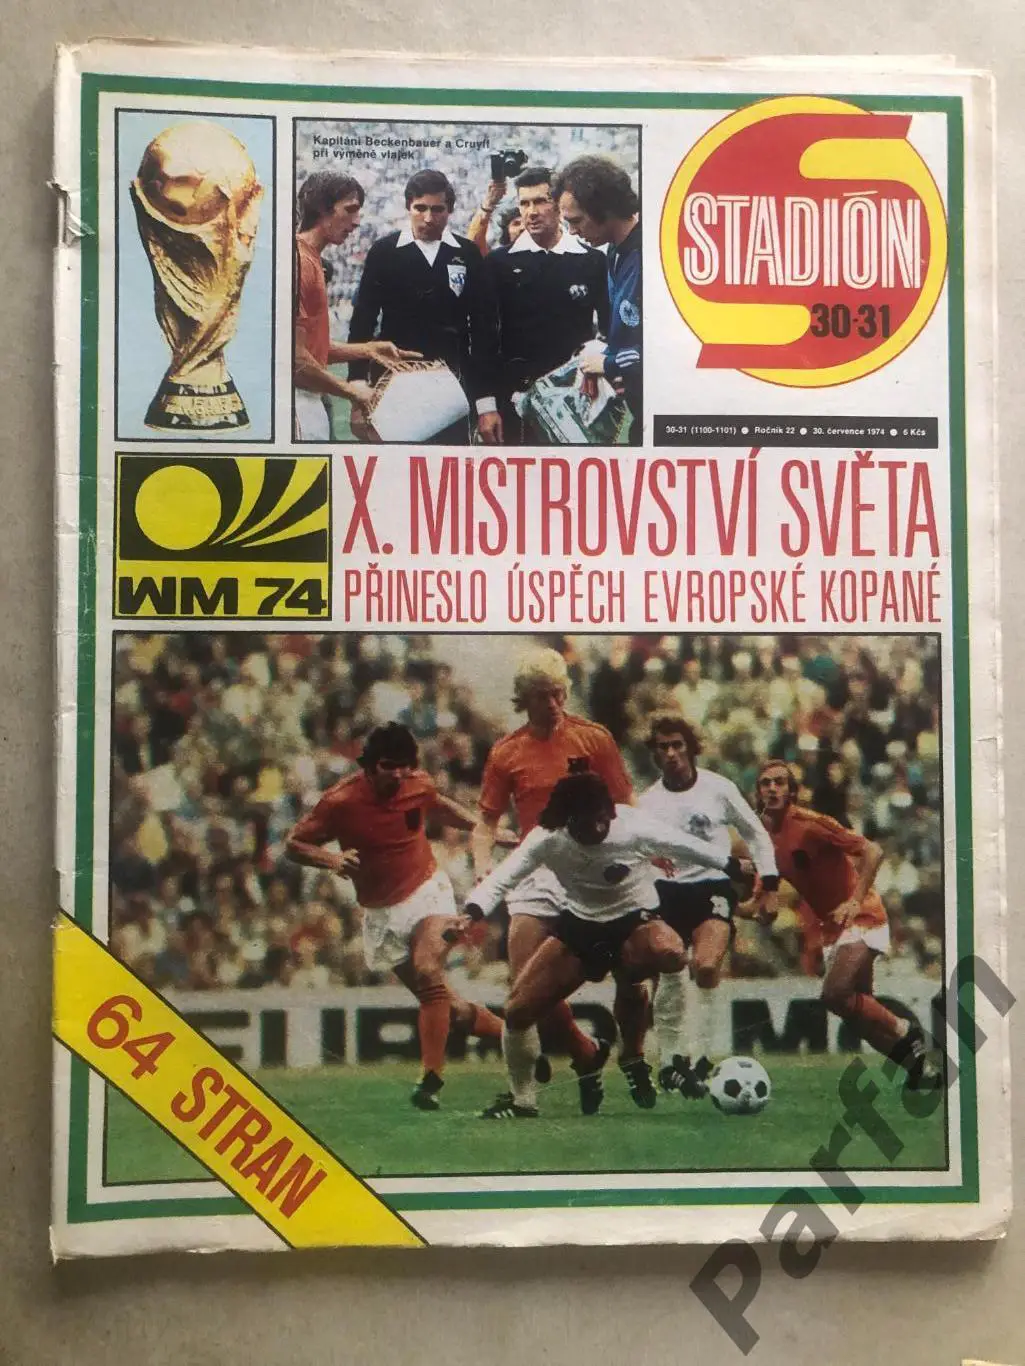 Kapitáni Beckenbauer a Cruyff
při výměně vlajek
STADIÓN
30-31
30-31 (1100-1101) ● Ročník 22 ● 30. července 1974 ● 6 Kčs
X. MISTROVSTVÍ SVĚTA
PŘINESLO ÚSPĚCH EVROPSKÉ KOPANÉ
WM 74
64 STRAN
Parfan